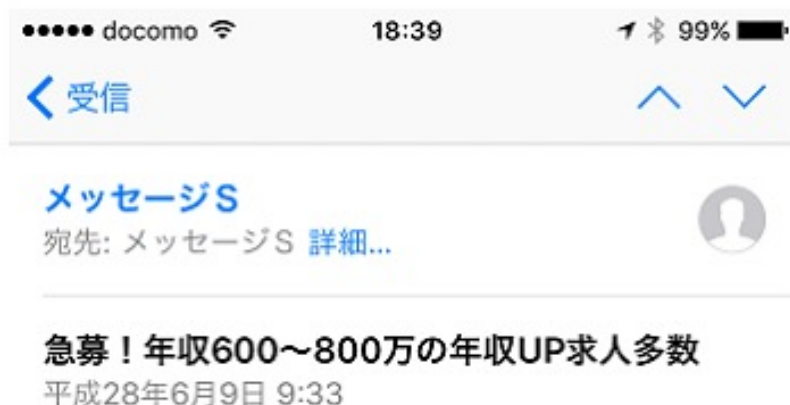 docomo 18:39 99%
受信
メッセージS
宛先: メッセージS 詳細...
急募！年収600〜800万の年収UP求人多数
平成28年6月9日 9:33